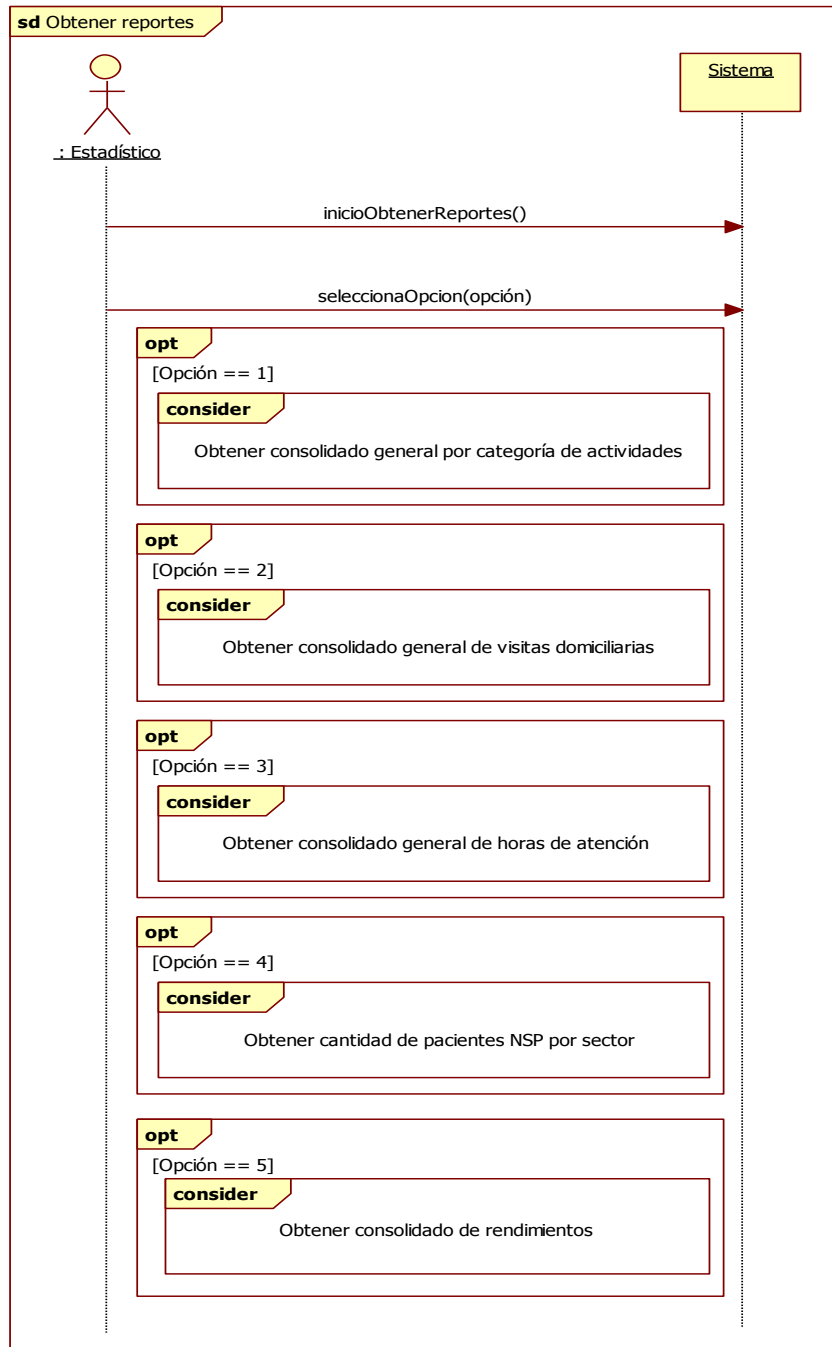 sd Obtener reportes
Sistema
: Estadístico
inicioObtenerReportes()
seleccionaOpcion(opción)
opt
[Opción == 1]
consider
Obtener consolidado general por categoría de actividades
opt
[Opción == 2]
consider
Obtener consolidado general de visitas domiciliarias
opt
[Opción == 3]
consider
Obtener consolidado general de horas de atención
opt
[Opción == 4]
consider
Obtener cantidad de pacientes NSP por sector
opt
[Opción == 5]
consider
Obtener consolidado de rendimientos